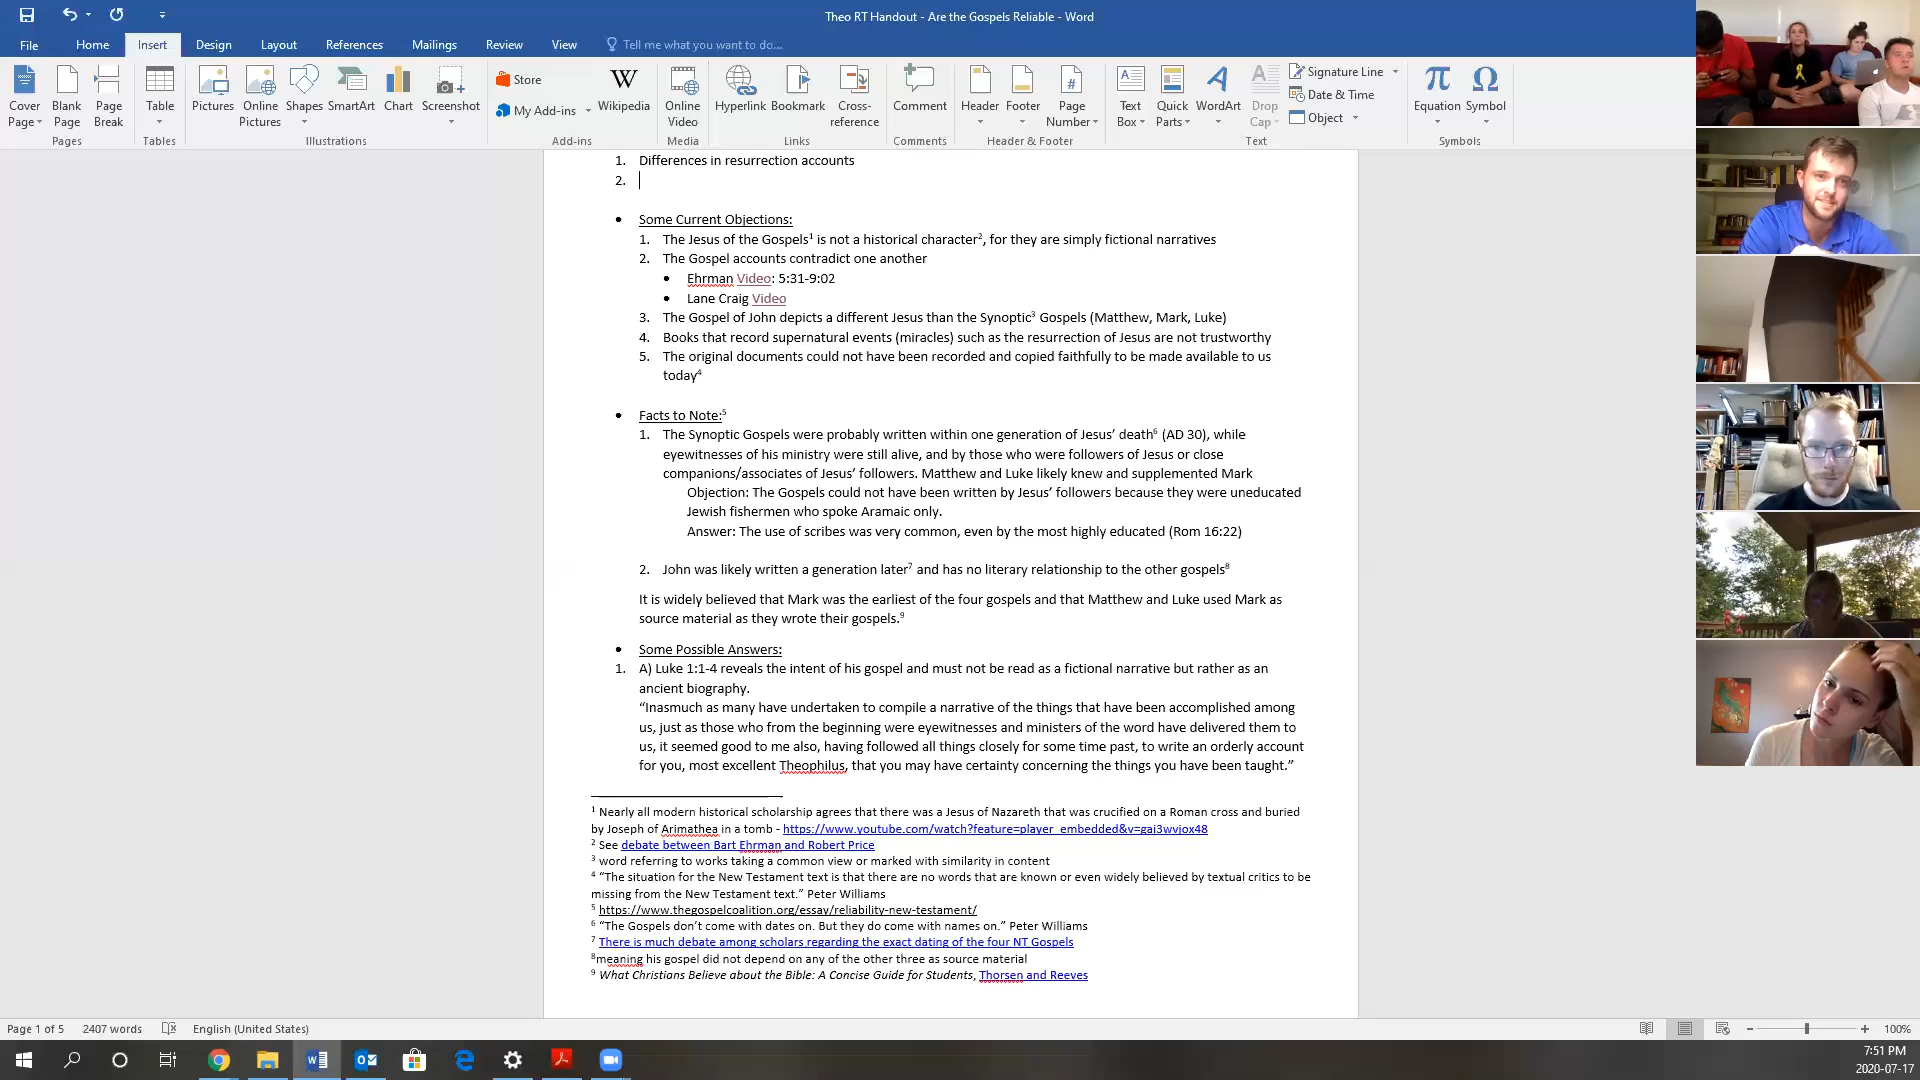 Theo RT Handout - Are the Gospels Reliable - Word
File Home Insert Design Layout References Mailings Review View Tell me what you want to do...
Cover Page
Blank Page
Page Break
Table
Pictures
Online Pictures
Shapes
SmartArt
Chart
Screenshot
Store
My Add-ins
Wikipedia
Online Video
Hyperlink
Bookmark
Cross-reference
Comment
Header
Footer
Page Number
Text Box
Quick Parts
WordArt
Drop Cap
Signature Line
Date & Time
Object
Equation
Symbol
Pages Tables Illustrations Add-ins Media Links Comments Header & Footer Text Symbols
1. Differences in resurrection accounts
2.
• Some Current Objections:
1. The Jesus of the Gospels1 is not a historical character2, for they are simply fictional narratives
2. The Gospel accounts contradict one another
• Ehrman Video: 5:31-9:02
• Lane Craig Video
3. The Gospel of John depicts a different Jesus than the Synoptic3 Gospels (Matthew, Mark, Luke)
4. Books that record supernatural events (miracles) such as the resurrection of Jesus are not trustworthy
5. The original documents could not have been recorded and copied faithfully to be made available to us
today4
• Facts to Note:5
1. The Synoptic Gospels were probably written within one generation of Jesus’ death6 (AD 30), while
eyewitnesses of his ministry were still alive, and by those who were followers of Jesus or close
companions/associates of Jesus’ followers. Matthew and Luke likely knew and supplemented Mark
Objection: The Gospels could not have been written by Jesus’ followers because they were uneducated
Jewish fishermen who spoke Aramaic only.
Answer: The use of scribes was very common, even by the most highly educated (Rom 16:22)
2. John was likely written a generation later7 and has no literary relationship to the other gospels8
It is widely believed that Mark was the earliest of the four gospels and that Matthew and Luke used Mark as
source material as they wrote their gospels.9
• Some Possible Answers:
1. A) Luke 1:1-4 reveals the intent of his gospel and must not be read as a fictional narrative but rather as an
ancient biography.
“Inasmuch as many have undertaken to compile a narrative of the things that have been accomplished among
us, just as those who from the beginning were eyewitnesses and ministers of the word have delivered them to
us, it seemed good to me also, having followed all things closely for some time past, to write an orderly account
for you, most excellent Theophilus, that you may have certainty concerning the things you have been taught.”
1 Nearly all modern historical scholarship agrees that there was a Jesus of Nazareth that was crucified on a Roman cross and buried
by Joseph of Arimathea in a tomb - https://www.youtube.com/watch?feature=player_embedded&v=gai3wvjox48
2 See debate between Bart Ehrman and Robert Price
3 word referring to works taking a common view or marked with similarity in content
4 “The situation for the New Testament text is that there are no words that are known or even widely believed by textual critics to be
missing from the New Testament text.” Peter Williams
5 https://www.thegospelcoalition.org/essay/reliability-new-testament/
6 “The Gospels don’t come with dates on. But they do come with names on.” Peter Williams
7 There is much debate among scholars regarding the exact dating of the four NT Gospels
8meaning his gospel did not depend on any of the other three as source material
9 What Christians Believe about the Bible: A Concise Guide for Students, Thorsen and Reeves
Page 1 of 5 2407 words English (United States) 100%
7:51 PM
2020-07-17